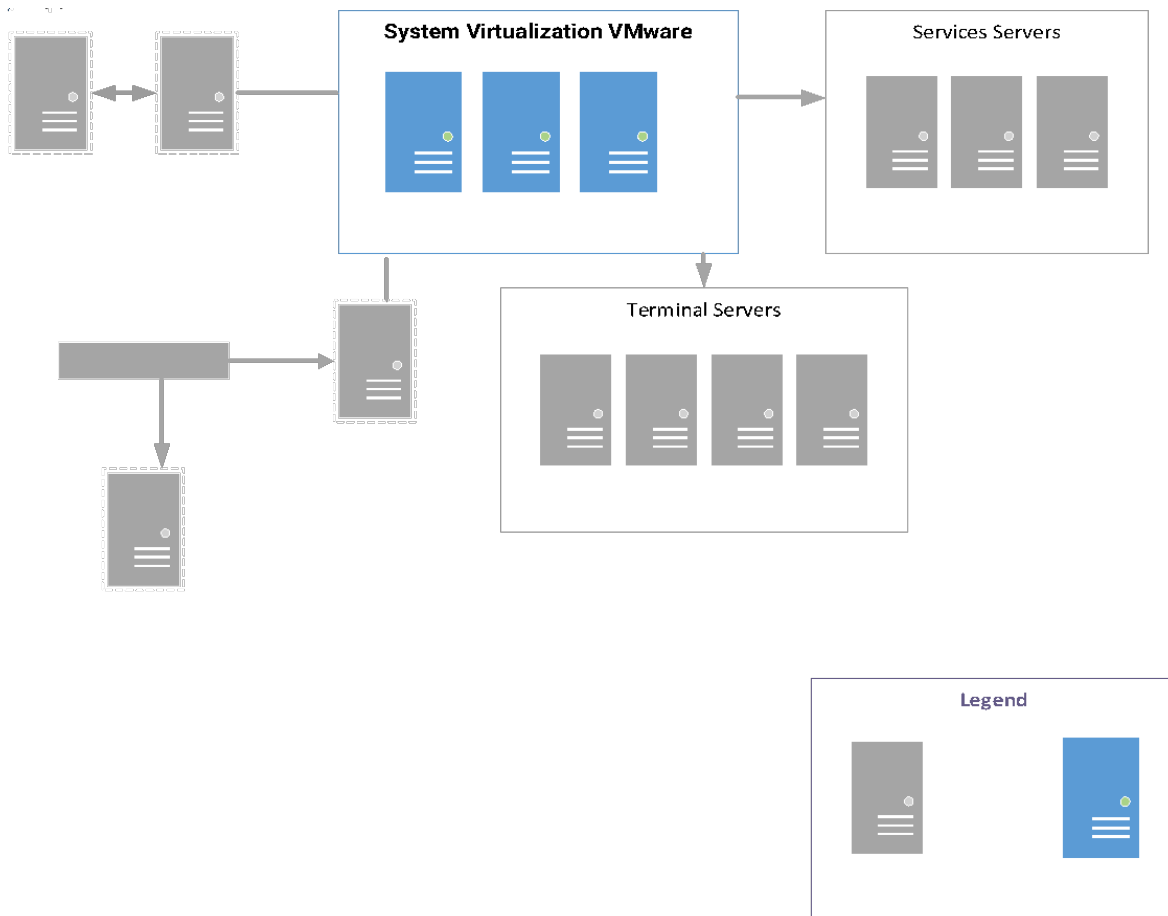 System Virtualization VMware
Services Servers
Terminal Servers
Legend